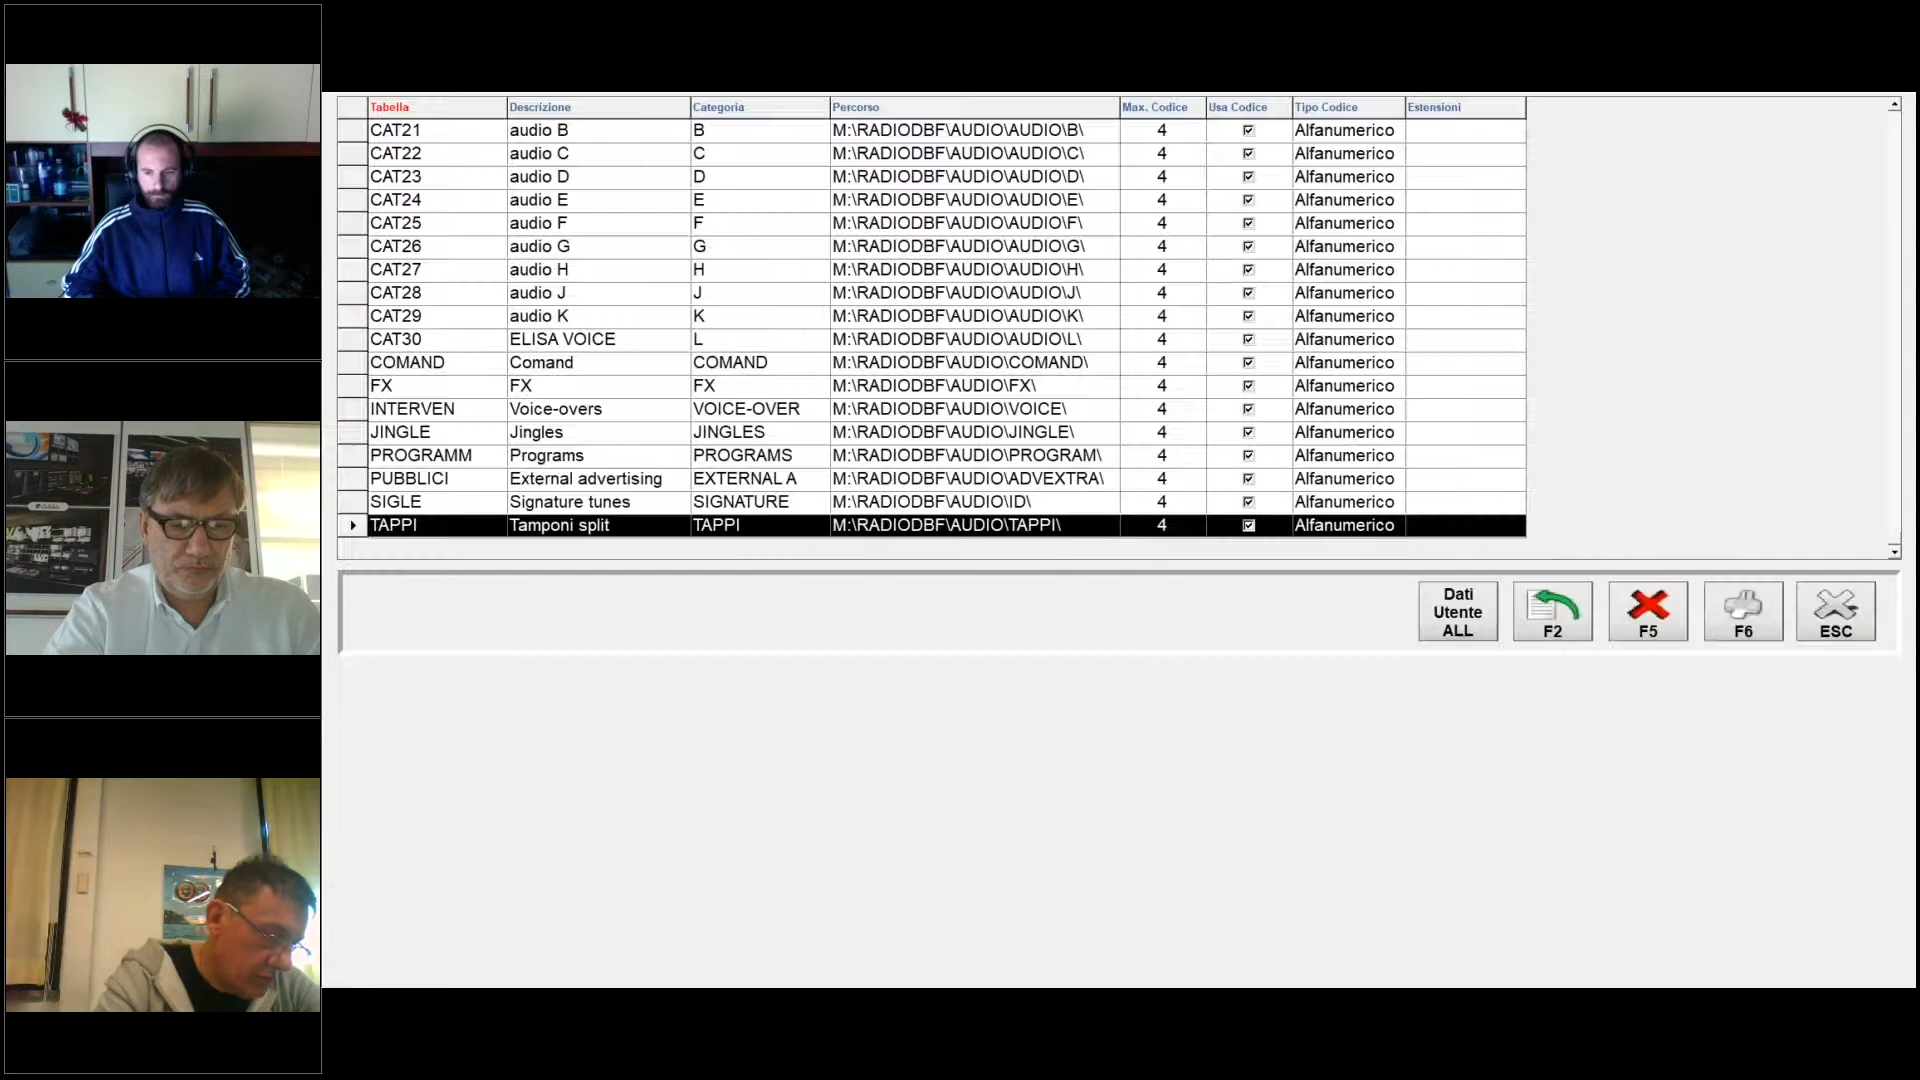 Tabella Descrizione Categoria Percorso Max. Codice Usa Codice Tipo Codice Estensioni
CAT21 audio B B M:\RADIODBF\AUDIO\AUDIO\B\ 4 Alfanumerico
CAT22 audio C C M:\RADIODBF\AUDIO\AUDIO\C\ 4 Alfanumerico
CAT23 audio D D M:\RADIODBF\AUDIO\AUDIO\D\ 4 Alfanumerico
CAT24 audio E E M:\RADIODBF\AUDIO\AUDIO\E\ 4 Alfanumerico
CAT25 audio F F M:\RADIODBF\AUDIO\AUDIO\F\ 4 Alfanumerico
CAT26 audio G G M:\RADIODBF\AUDIO\AUDIO\G\ 4 Alfanumerico
CAT27 audio H H M:\RADIODBF\AUDIO\AUDIO\H\ 4 Alfanumerico
CAT28 audio J J M:\RADIODBF\AUDIO\AUDIO\J\ 4 Alfanumerico
CAT29 audio K K M:\RADIODBF\AUDIO\AUDIO\K\ 4 Alfanumerico
CAT30 ELISA VOICE L M:\RADIODBF\AUDIO\AUDIO\L\ 4 Alfanumerico
COMAND Comand COMAND M:\RADIODBF\AUDIO\COMAND\ 4 Alfanumerico
FX FX FX M:\RADIODBF\AUDIO\FX\ 4 Alfanumerico
INTERVEN Voice-overs VOICE-OVER M:\RADIODBF\AUDIO\VOICE\ 4 Alfanumerico
JINGLE Jingles JINGLES M:\RADIODBF\AUDIO\JINGLE\ 4 Alfanumerico
PROGRAMM Programs PROGRAMS M:\RADIODBF\AUDIO\PROGRAM\ 4 Alfanumerico
PUBBLICI External advertising EXTERNAL A M:\RADIODBF\AUDIO\ADVEXTRA\ 4 Alfanumerico
SIGLE Signature tunes SIGNATURE M:\RADIODBF\AUDIO\ID\ 4 Alfanumerico
TAPPI Tamponi split TAPPI M:\RADIODBF\AUDIO\TAPPI\ 4 Alfanumerico
Dati
Utente
ALL
F2
F5
F6
ESC